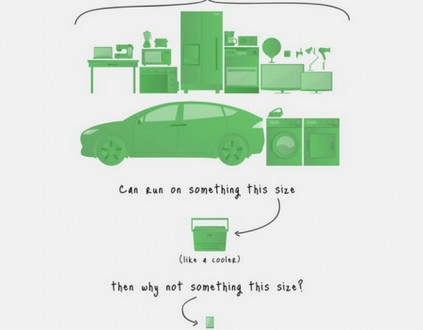 Can run on something this size
(like a cooler)
then why not something this size?